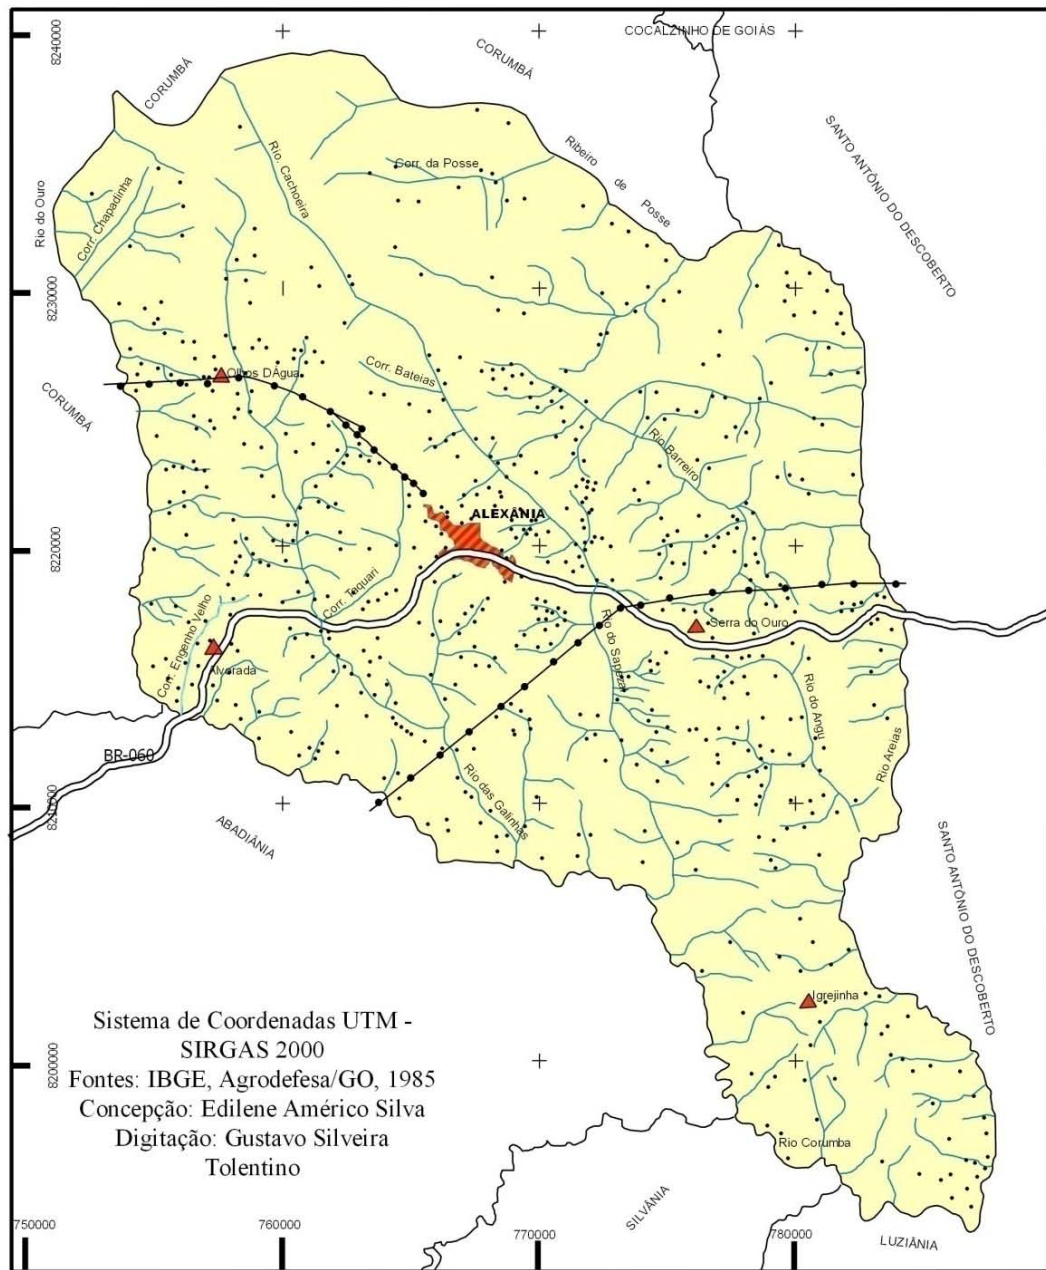 8240000
COCALZINHO DE GOIÁS
CORUMBÁ
CORUMBÁ
SANTO ANTÔNIO DO DESCOBERTO
Rio do Ouro
Corr. Chapadinha
Rio. Cachoeira
Corr. da Posse
Ribeiro de Posse
8230000
Corr. Bateias
Olhos DÁgua
CORUMBÁ
Rio Barreiro
ALEXÂNIA
8220000
Corr. Taquari
Corr. Engenho Velho
Alvorada
Serra do Ouro
Rio do Sapezal
Rio do Angu
Rio Areias
BR-060
Rio das Galinhas
8210000
ABADIÂNIA
SANTO ANTÔNIO DO DESCOBERTO
Igrejinha
Sistema de Coordenadas UTM -
SIRGAS 2000
Fontes: IBGE, Agrodefesa/GO, 1985
Concepção: Edilene Américo Silva
Digitação: Gustavo Silveira
Tolentino
8200000
Rio Corumba
SILVÂNIA
LUZIÂNIA
750000
760000
770000
780000